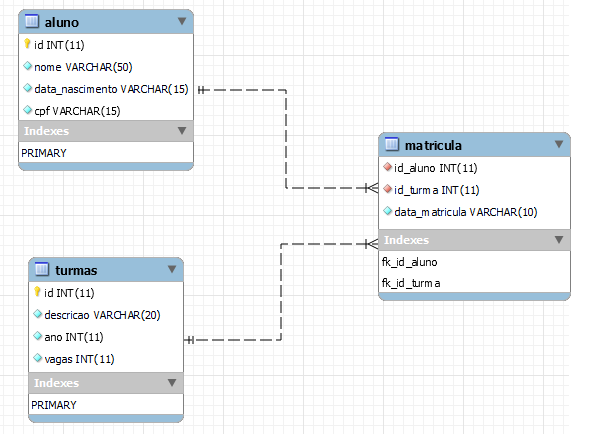 aluno
id INT(11)
nome VARCHAR(50)
data_nascimento VARCHAR(15)
cpf VARCHAR(15)
Indexes
PRIMARY
matricula
id_aluno INT(11)
id_turma INT(11)
data_matricula VARCHAR(10)
Indexes
fk_id_aluno
fk_id_turma
turmas
id INT(11)
descricao VARCHAR(20)
ano INT(11)
vagas INT(11)
Indexes
PRIMARY